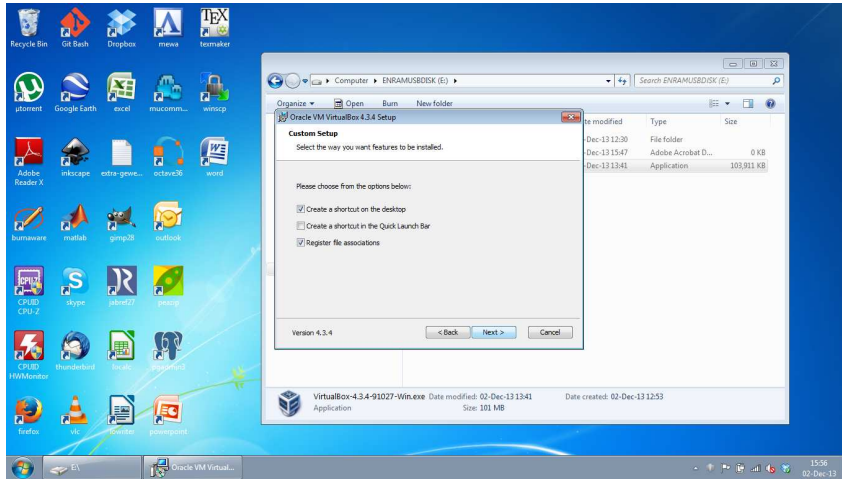 Recycle Bin
Git Bash
Dropbox
mewa
texmaker
µtorrent
Google Earth
excel
mucomm...
winscp
Adobe Reader X
inkscape
extra-gewe...
octave36
word
burnaware
matlab
gimp28
outlook
CPUID CPU-Z
skype
jabref27
CPUID HWMonitor
thunderbird
localc
firefox
vlc
lowriter
powerpoint
Computer ▸ ENRAMUSBDISK (E:) ▸
Search ENRAMUSBDISK (E:)
Organize ▾ Open Burn New folder
te modified Type Size
-Dec-13 12:30 File folder
-Dec-13 15:47 Adobe Acrobat D... 0 KB
-Dec-13 13:41 Application 103,911 KB
Oracle VM VirtualBox 4.3.4 Setup
Custom Setup
Select the way you want features to be installed.
Please choose from the options below:
Create a shortcut on the desktop
Create a shortcut in the Quick Launch Bar
Register file associations
Version 4.3.4
< Back Next > Cancel
VirtualBox-4.3.4-91027-Win.exe Date modified: 02-Dec-13 13:41 Date created: 02-Dec-13 12:53
Application Size: 101 MB
E:\
Oracle VM Virtual...
15:56
02-Dec-13